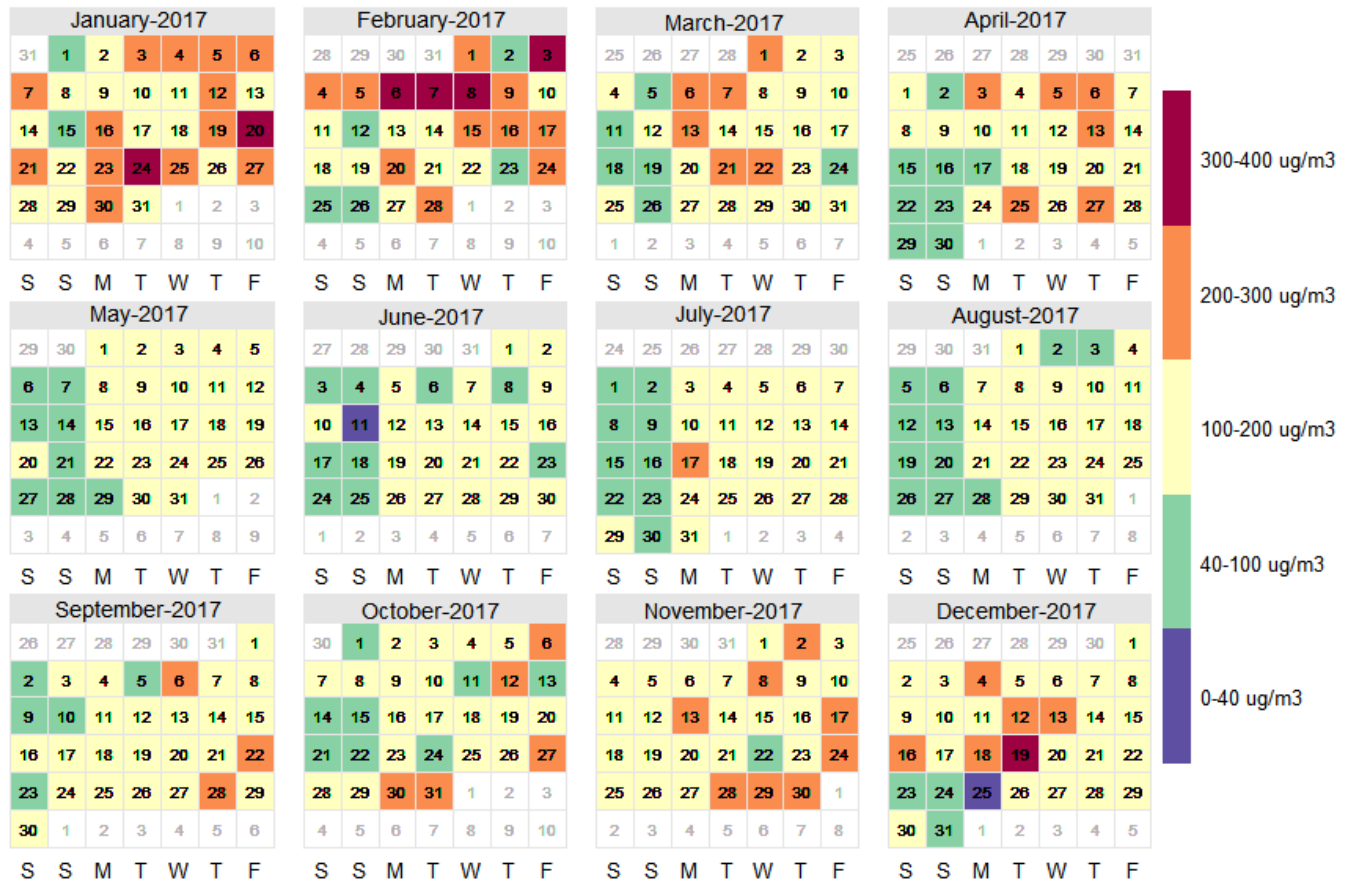 January-2017 February-2017 March-2017 April-2017
31 1 2 3 4 5 6 28 29 30 31 1 2 3 25 26 27 28 1 2 3 25 26 27 28 29 30 31
7 8 9 10 11 12 13 4 5 6 7 8 9 10 4 5 6 7 8 9 10 1 2 3 4 5 6 7
14 15 16 17 18 19 20 11 12 13 14 15 16 17 11 12 13 14 15 16 17 8 9 10 11 12 13 14
300-400 ug/m3
21 22 23 24 25 26 27 18 19 20 21 22 23 24 18 19 20 21 22 23 24 15 16 17 18 19 20 21
28 29 30 31 1 2 3 25 26 27 28 1 2 3 25 26 27 28 29 30 31 22 23 24 25 26 27 28
4 5 6 7 8 9 10 4 5 6 7 8 9 10 1 2 3 4 5 6 7 29 30 1 2 3 4 5
S S M T W T F S S M T W T F S S M T W T F S S M T W T F
200-300 ug/m3
May-2017 June-2017 July-2017 August-2017
29 30 1 2 3 4 5 27 28 29 30 31 1 2 24 25 26 27 28 29 30 29 30 31 1 2 3 4
6 7 8 9 10 11 12 3 4 5 6 7 8 9 1 2 3 4 5 6 7 5 6 7 8 9 10 11
13 14 15 16 17 18 19 10 11 12 13 14 15 16 8 9 10 11 12 13 14 12 13 14 15 16 17 18
100-200 ug/m3
20 21 22 23 24 25 26 17 18 19 20 21 22 23 15 16 17 18 19 20 21 19 20 21 22 23 24 25
27 28 29 30 31 1 2 24 25 26 27 28 29 30 22 23 24 25 26 27 28 26 27 28 29 30 31 1
3 4 5 6 7 8 9 1 2 3 4 5 6 7 29 30 31 1 2 3 4 2 3 4 5 6 7 8
40-100 ug/m3
S S M T W T F S S M T W T F S S M T W T F S S M T W T F
September-2017 October-2017 November-2017 December-2017
26 27 28 29 30 31 1 30 1 2 3 4 5 6 28 29 30 31 1 2 3 25 26 27 28 29 30 1
2 3 4 5 6 7 8 7 8 9 10 11 12 13 4 5 6 7 8 9 10 2 3 4 5 6 7 8
0-40 ug/m3
9 10 11 12 13 14 15 14 15 16 17 18 19 20 11 12 13 14 15 16 17 9 10 11 12 13 14 15
16 17 18 19 20 21 22 21 22 23 24 25 26 27 18 19 20 21 22 23 24 16 17 18 19 20 21 22
23 24 25 26 27 28 29 28 29 30 31 1 2 3 25 26 27 28 29 30 1 23 24 25 26 27 28 29
30 1 2 3 4 5 6 4 5 6 7 8 9 10 2 3 4 5 6 7 8 30 31 1 2 3 4 5
S S M T W T F S S M T W T F S S M T W T F S S M T W T F